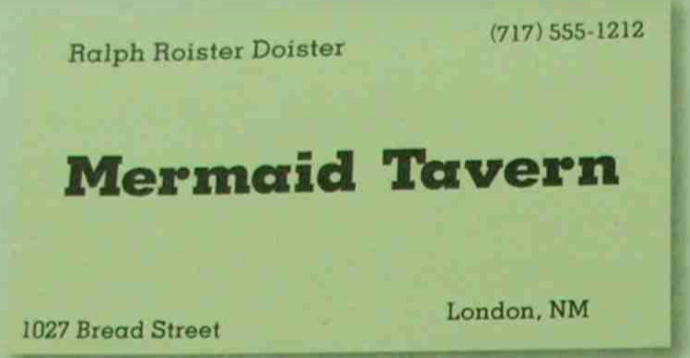 Ralph Roister Doister
(717) 555-1212
Mermaid Tavern
1027 Bread Street
London, NM